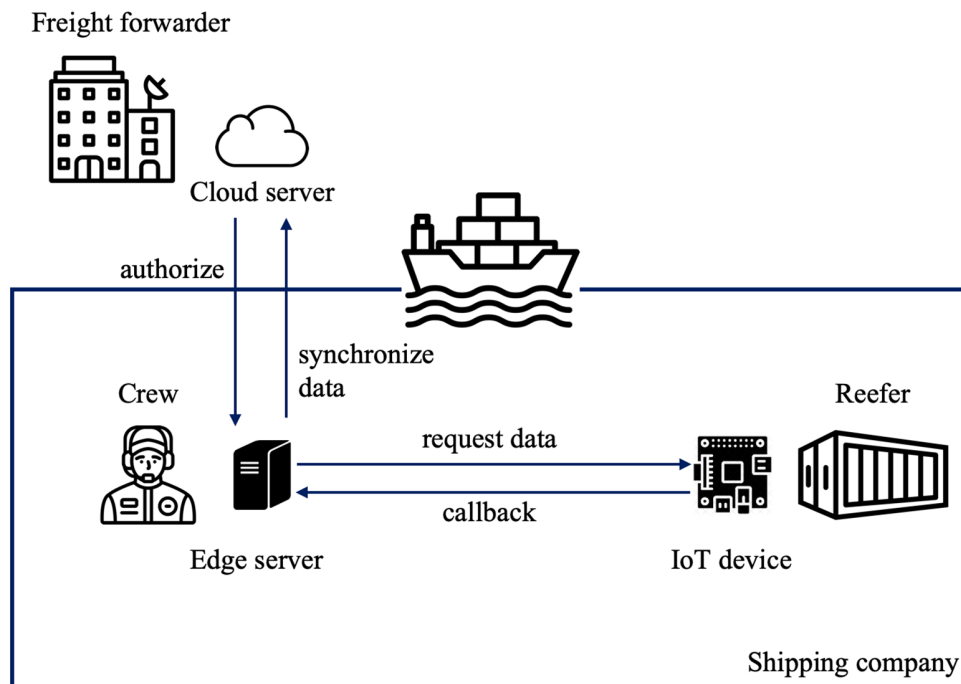 Freight forwarder
Cloud server
authorize
synchronize
data
Crew
Reefer
request data
callback
Edge server
IoT device
Shipping company